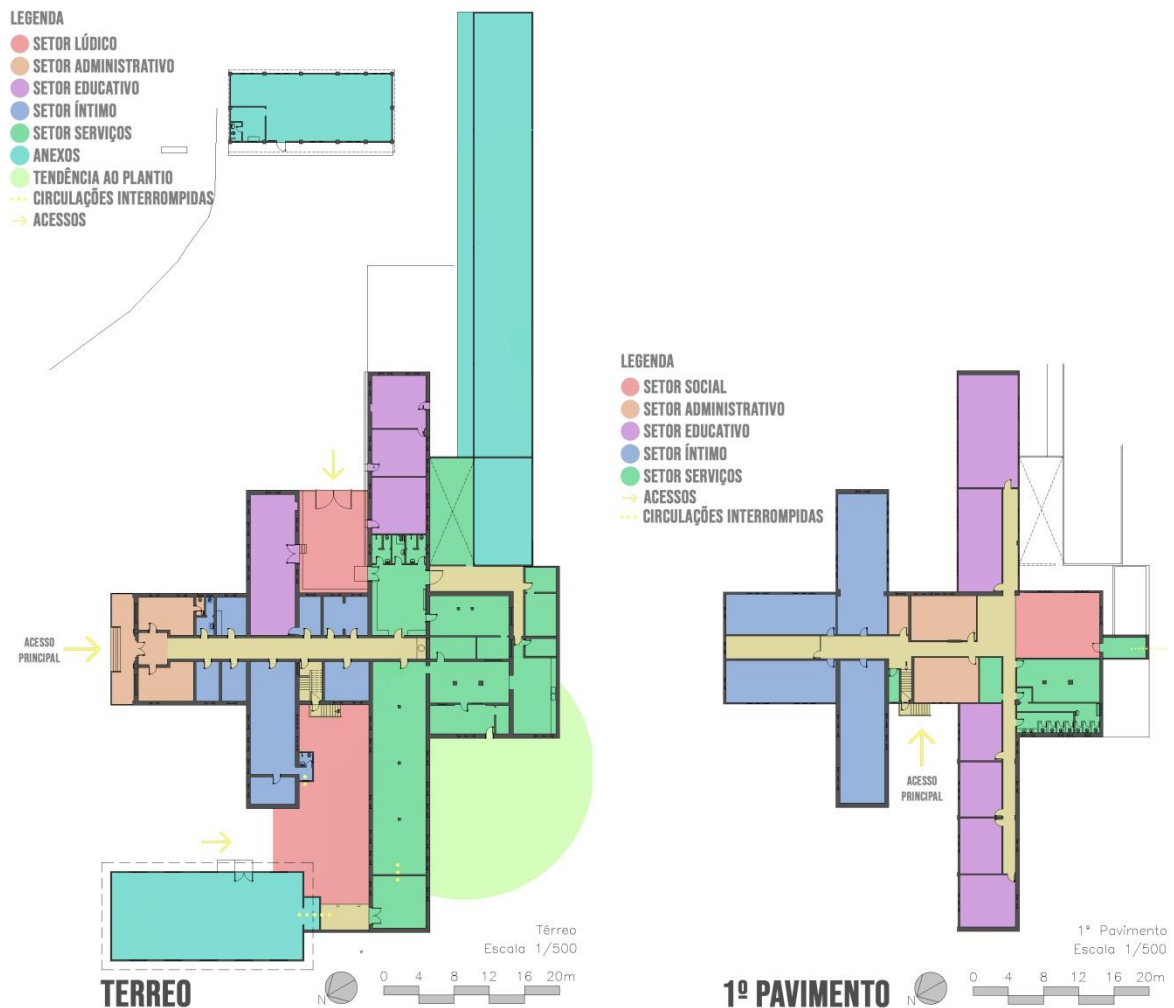 LEGENDA
SETOR LÚDICO
SETOR ADMINISTRATIVO
SETOR EDUCATIVO
SETOR ÍNTIMO
SETOR SERVIÇOS
ANEXOS
TENDÊNCIA AO PLANTIO
CIRCULAÇÕES INTERROMPIDAS
ACESSOS
ACESSO
PRINCIPAL
Térreo
Escala 1/500
TERREO
N
0 4 8 12 16 20m
LEGENDA
SETOR SOCIAL
SETOR ADMINISTRATIVO
SETOR EDUCATIVO
SETOR ÍNTIMO
SETOR SERVIÇOS
ACESSOS
CIRCULAÇÕES INTERROMPIDAS
ACESSO
PRINCIPAL
1º Pavimento
Escala 1/500
1º PAVIMENTO
N
0 4 8 12 16 20m